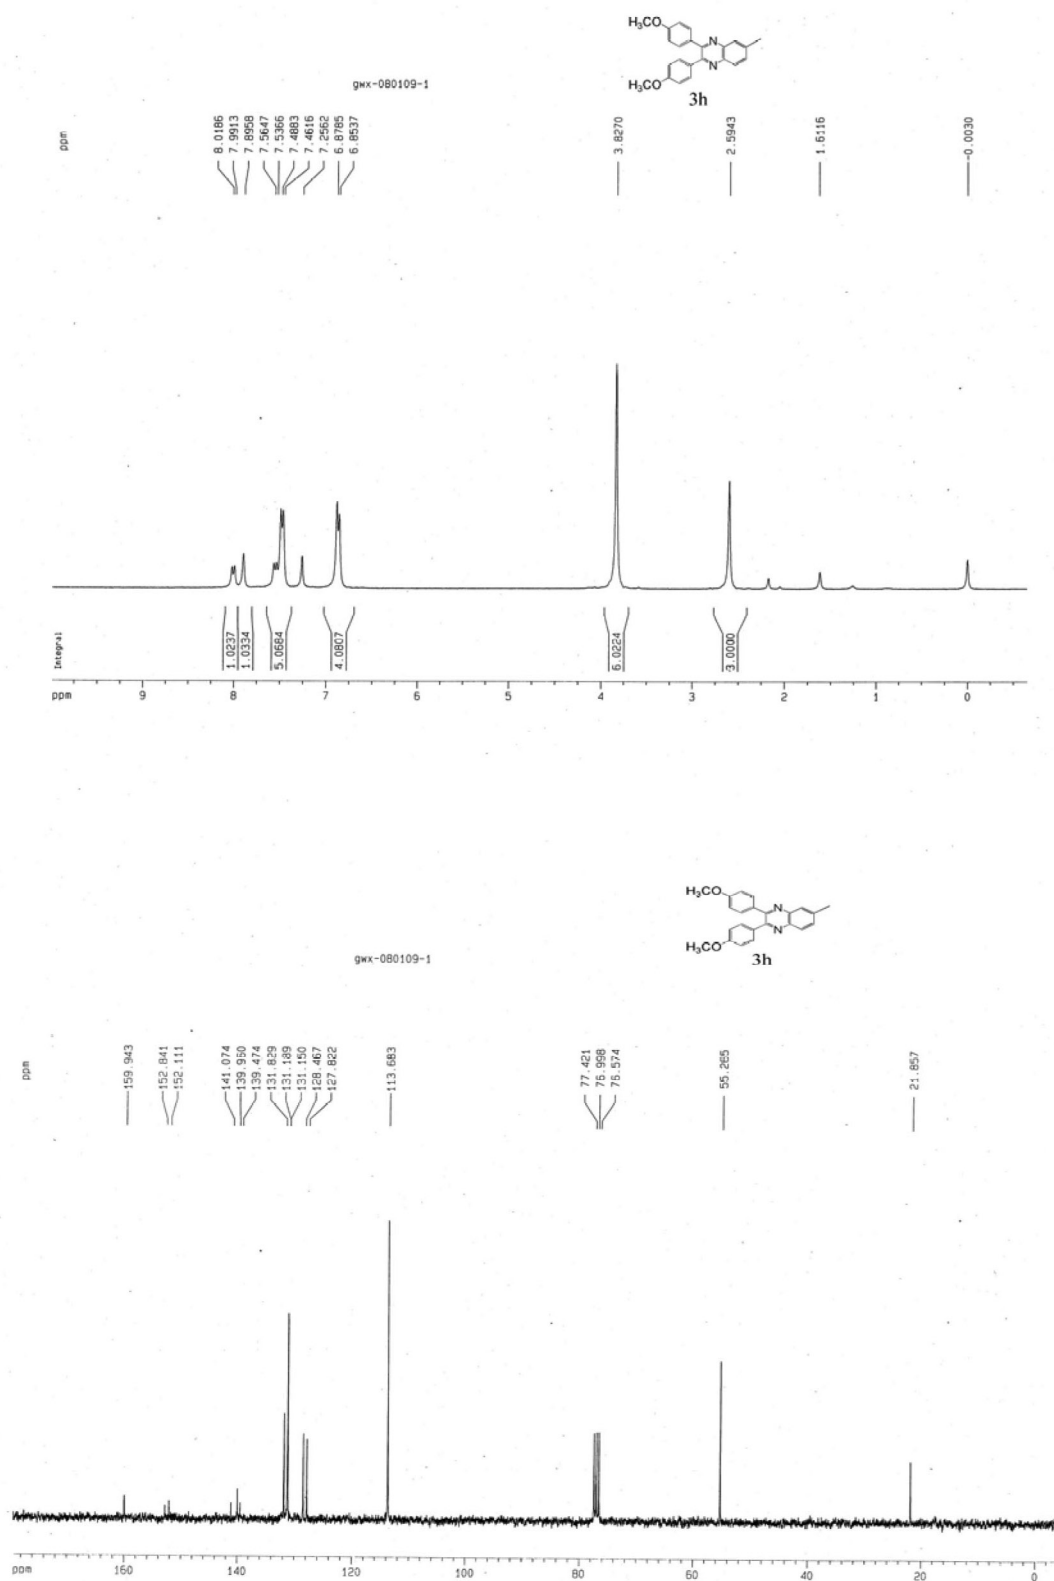 H₃CO
N
N
H₃CO
3h
gwx-080109-1
ppm
8.0186
7.9913
7.8958
7.5647
7.5366
7.4883
7.4616
7.2562
6.8785
6.8537
3.8270
2.5943
1.6116
-0.0030
Integral
1.0237
1.0334
5.0684
4.0807
6.0224
3.0000
ppm 9 8 7 6 5 4 3 2 1 0
H₃CO
N
N
H₃CO
3h
gwx-080109-1
ppm
159.943
152.841
152.111
141.074
139.950
139.474
131.829
131.189
131.150
128.467
127.822
113.683
77.421
76.998
76.574
55.265
21.857
ppm 160 140 120 100 80 60 40 20 0